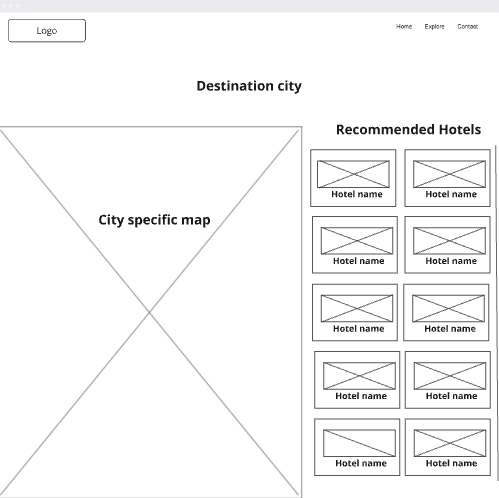 Logo
Home Explore Contact
Destination city
Recommended Hotels
City specific map
Hotel name Hotel name
Hotel name Hotel name
Hotel name Hotel name
Hotel name Hotel name
Hotel name Hotel name